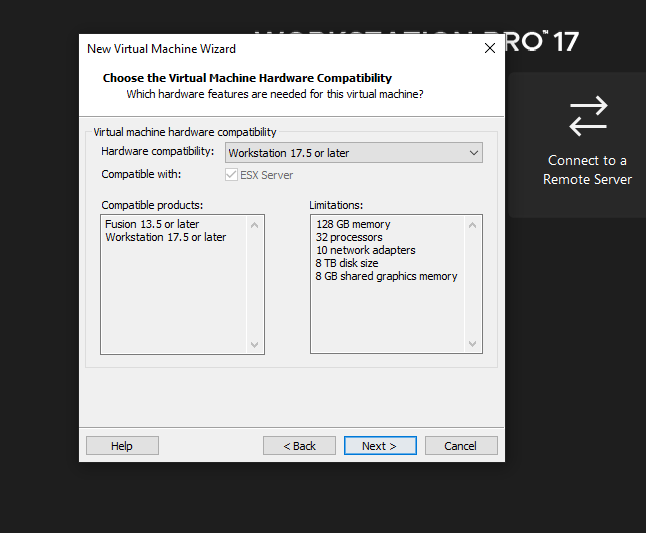 WORKSTATION PRO™ 17
New Virtual Machine Wizard
Choose the Virtual Machine Hardware Compatibility
Which hardware features are needed for this virtual machine?
Virtual machine hardware compatibility
Hardware compatibility: Workstation 17.5 or later
Compatible with: ESX Server
Compatible products:
Fusion 13.5 or later
Workstation 17.5 or later
Limitations:
128 GB memory
32 processors
10 network adapters
8 TB disk size
8 GB shared graphics memory
Help
< Back
Next >
Cancel
Connect to a
Remote Server